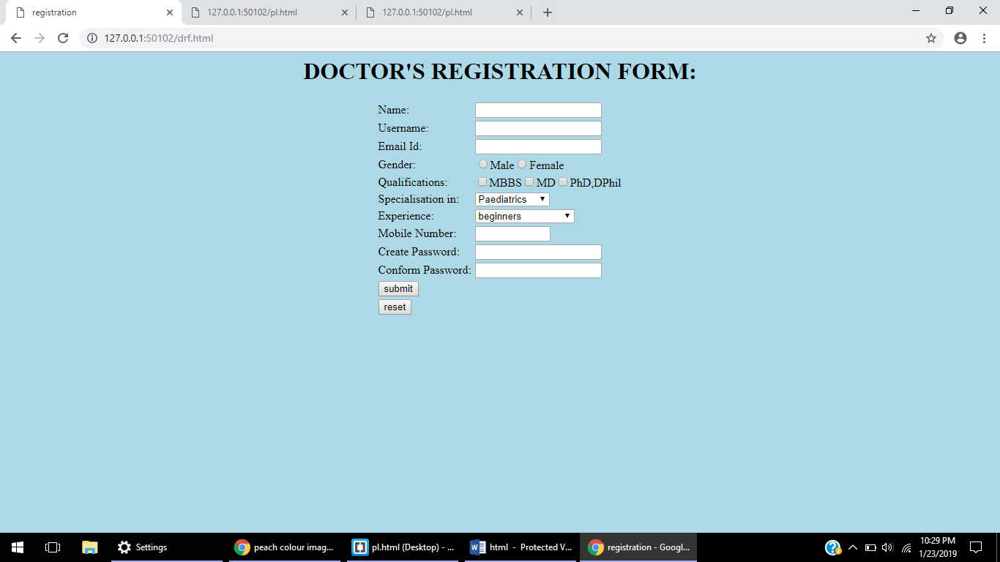 registration
127.0.0.1:50102/pl.html
127.0.0.1:50102/pl.html
127.0.0.1:50102/drf.html
DOCTOR'S REGISTRATION FORM:
Name:
Username:
Email Id:
Gender: Male Female
Qualifications: MBBS MD PhD,DPhil
Specialisation in: Paediatrics
Experience: beginners
Mobile Number:
Create Password:
Conform Password:
submit
reset
Settings
peach colour imag...
pl.html (Desktop) - ...
html - Protected V...
registration - Googl...
10:29 PM
1/23/2019